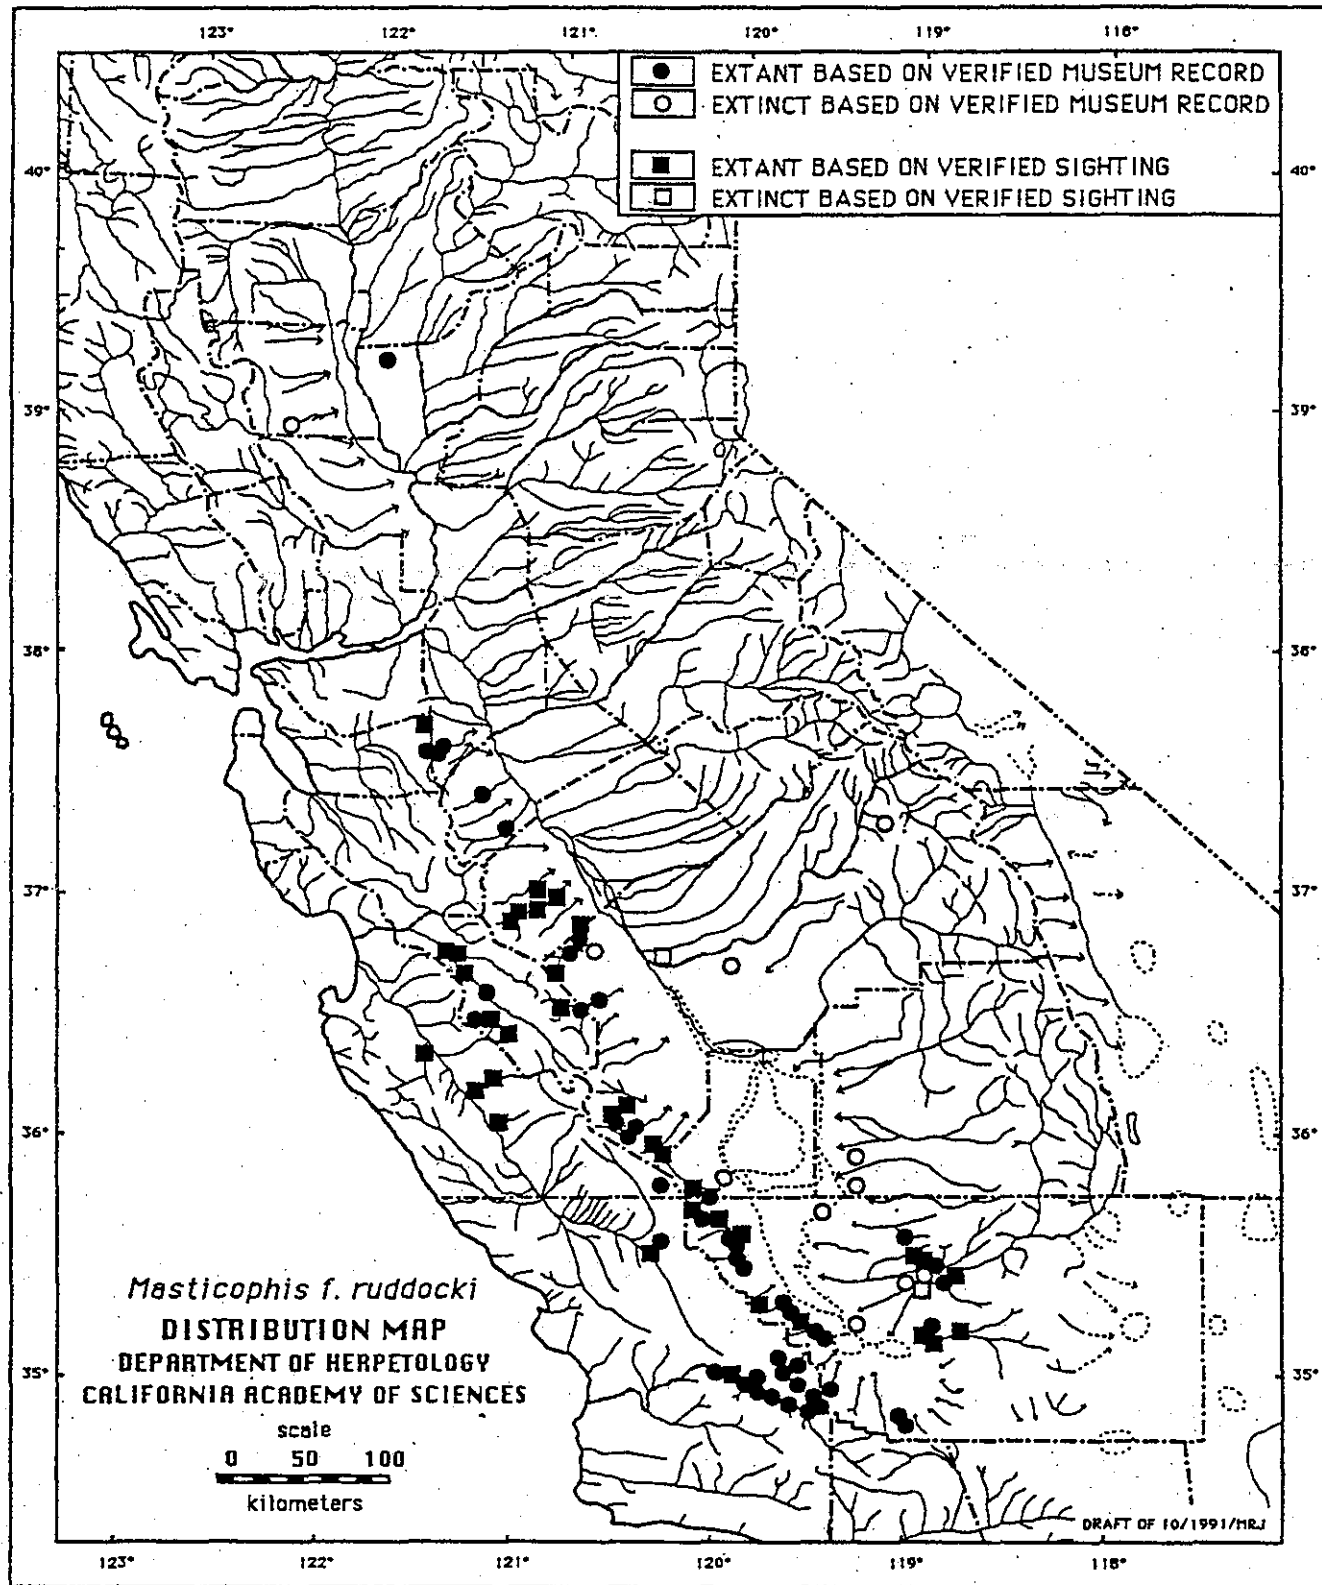 123° 122° 121° 120° 119° 118°
EXTANT BASED ON VERIFIED MUSEUM RECORD
EXTINCT BASED ON VERIFIED MUSEUM RECORD
EXTANT BASED ON VERIFIED SIGHTING
EXTINCT BASED ON VERIFIED SIGHTING
40° 40°
39° 39°
38° 38°
37° 37°
36° 36°
35° 35°
Masticophis f. ruddocki
DISTRIBUTION MAP
DEPARTMENT OF HERPETOLOGY
CALIFORNIA ACADEMY OF SCIENCES
scale
0 50 100
kilometers
DRAFT OF 10/1991/MRJ
123° 122° 121° 120° 119° 118°